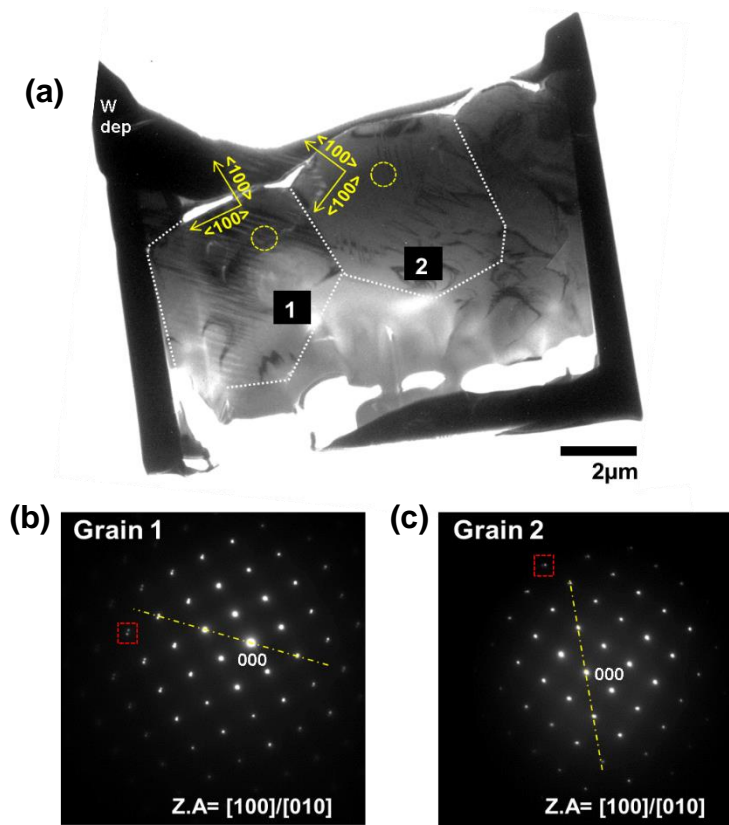 (a)
W
dep
<100>
<100>
<100>
<100>
1
2
2μm
(b)
Grain 1
000
Z.A= [100]/[010]
(c)
Grain 2
000
Z.A= [100]/[010]